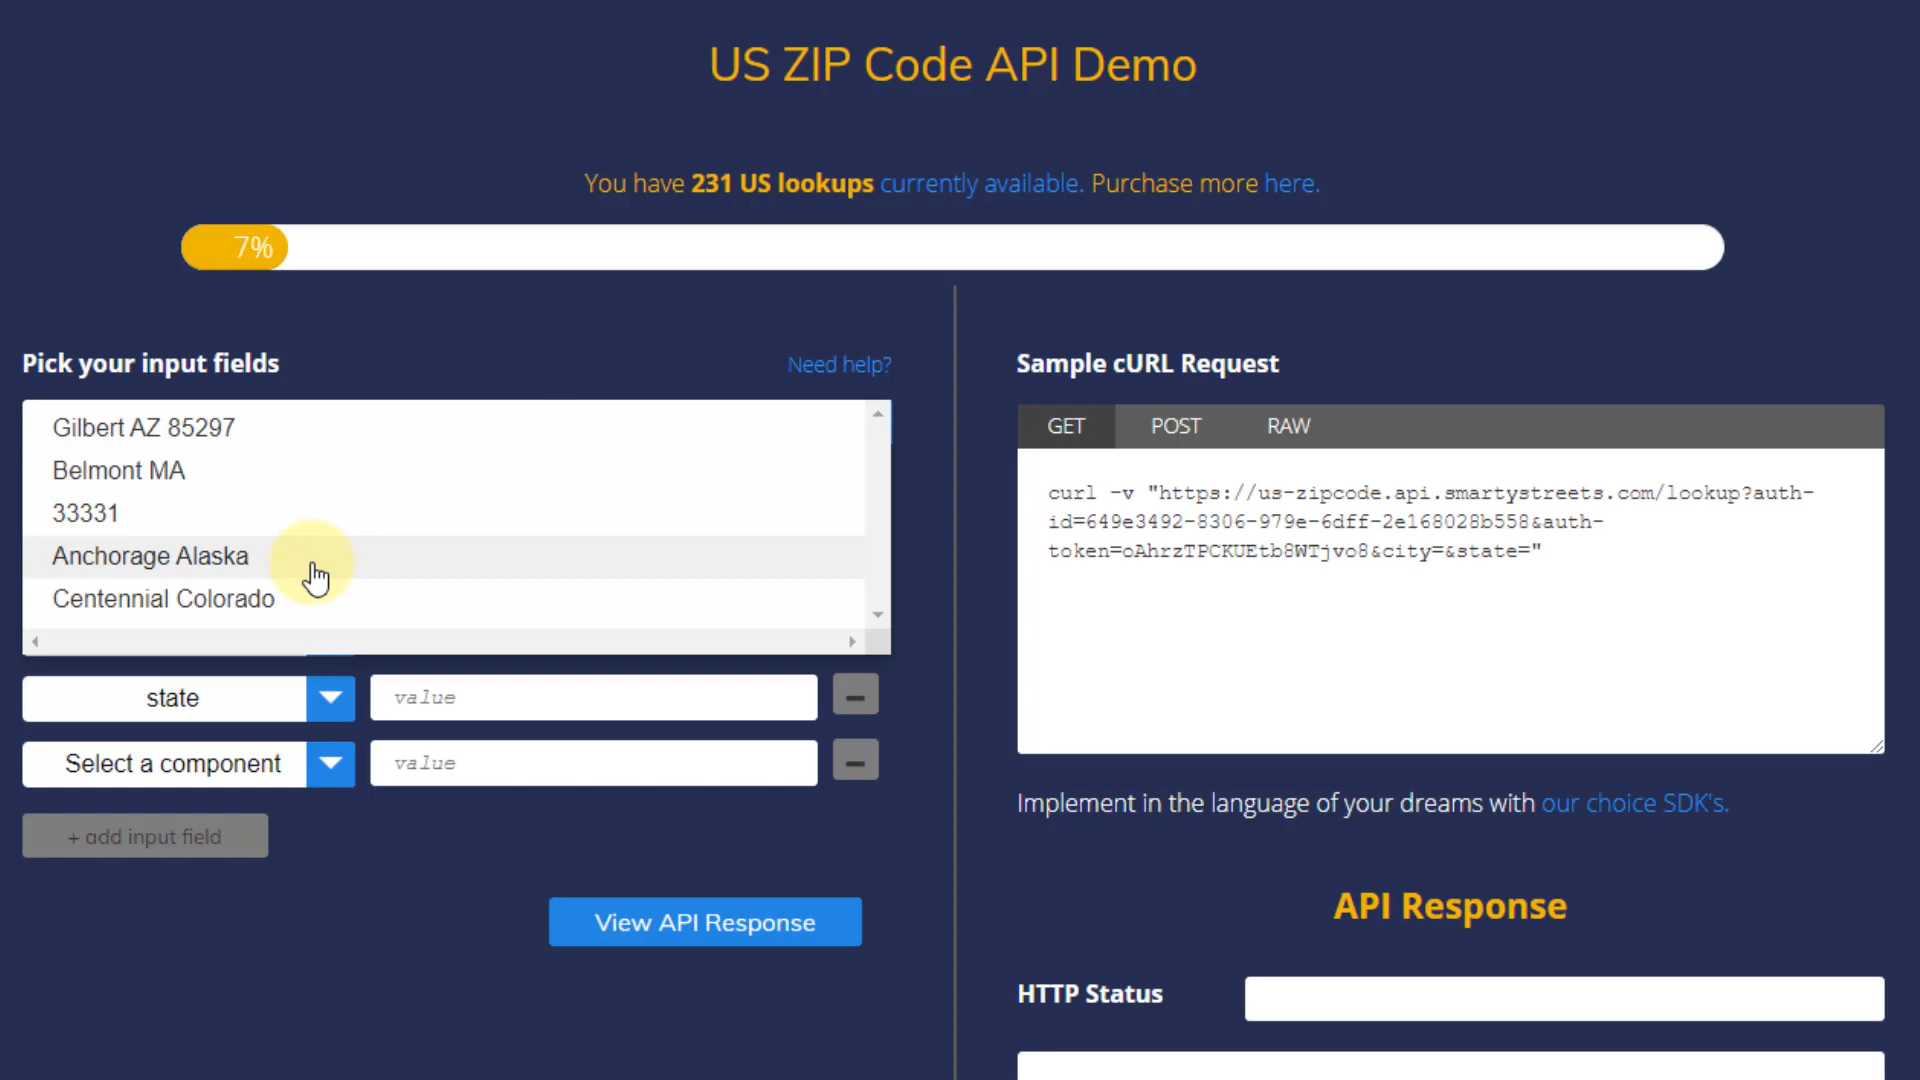 US ZIP Code API Demo
You have 231 US lookups currently available. Purchase more here.
7%
Pick your input fields
Need help?
Gilbert AZ 85297
Belmont MA
33331
Anchorage Alaska
Centennial Colorado
state
value
Select a component
value
+ add input field
View API Response
Sample cURL Request
GET POST RAW
curl -v "https://us-zipcode.api.smartystreets.com/lookup?auth-
id=649e3492-8306-979e-6dff-2e168028b558&auth-
token=oAhrzTPCKUEtb8WTjvo8&city=&state="
Implement in the language of your dreams with our choice SDK's.
API Response
HTTP Status